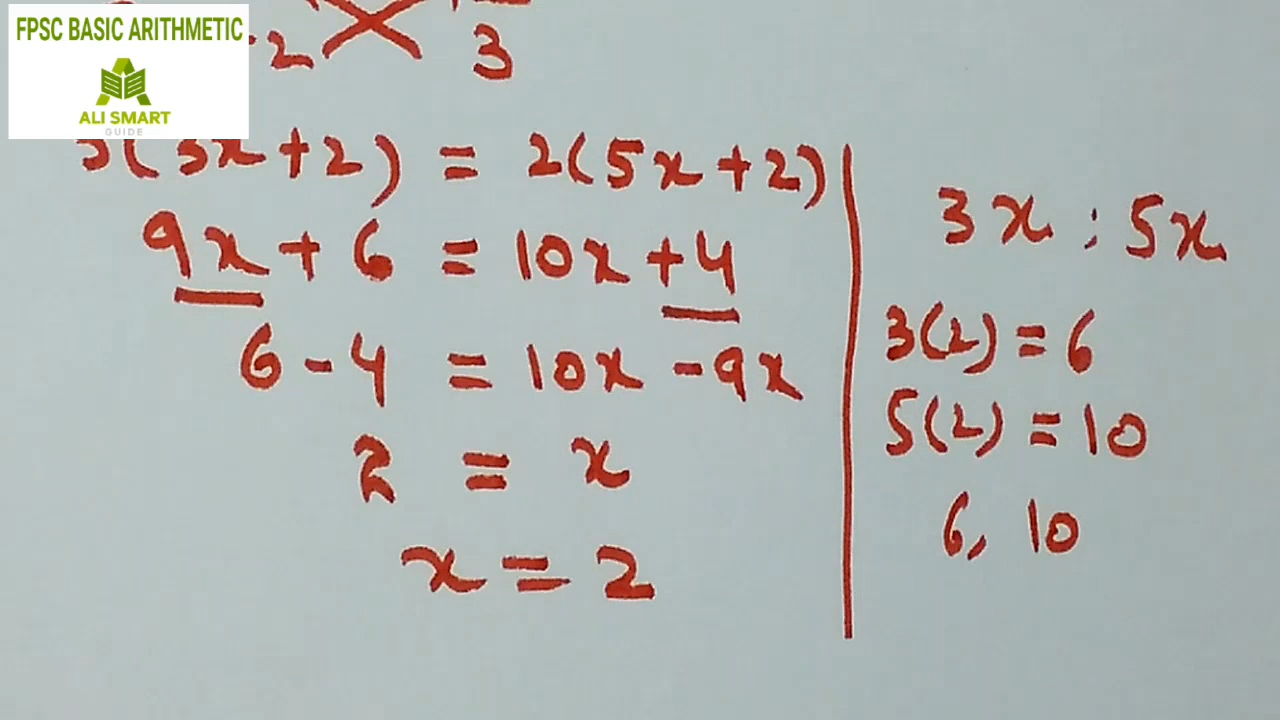 FPSC BASIC ARITHMETIC
ALI SMART
GUIDE
2 3
3(3x+2) = 2(5x+2)
9x + 6 = 10x + 4
6 - 4 = 10x - 9x
2 = x
x = 2
3x : 5x
3(2) = 6
5(2) = 10
6, 10